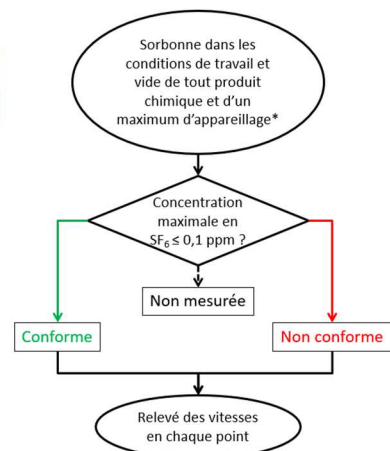 Sorbonne dans les
conditions de travail et
vide de tout produit
chimique et d'un
maximum d'appareillage*
Concentration
maximale en
SF₆ ≤ 0,1 ppm ?
Non mesurée
Conforme
Non conforme
Relevé des vitesses
en chaque point